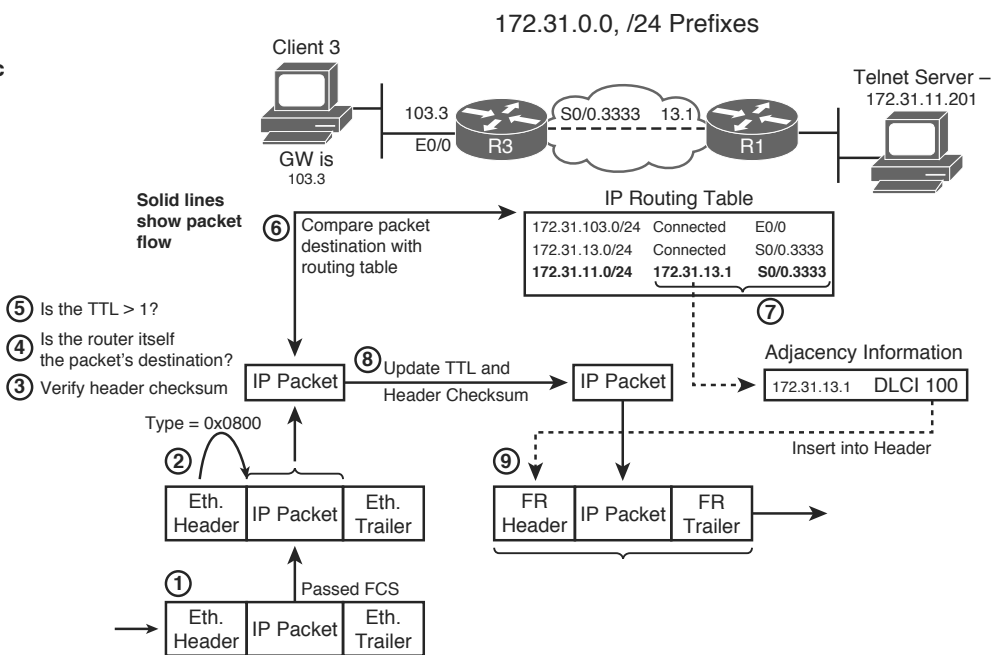 172.31.0.0, /24 Prefixes
c
Client 3
GW is
103.3
103.3
E0/0
R3
S0/0.3333
13.1
R1
Telnet Server –
172.31.11.201
Solid lines
show packet
flow
6
Compare packet
destination with
routing table
IP Routing Table
172.31.103.0/24 Connected E0/0
172.31.13.0/24 Connected S0/0.3333
172.31.11.0/24 172.31.13.1 S0/0.3333
7
5 Is the TTL > 1?
4 Is the router itself
the packet's destination?
3 Verify header checksum
IP Packet
8 Update TTL and
Header Checksum
IP Packet
Adjacency Information
172.31.13.1 DLCI 100
Type = 0x0800
Insert into Header
2
Eth.
Header
IP Packet
Eth.
Trailer
9
FR
Header
IP Packet
FR
Trailer
1
Passed FCS
Eth.
Header
IP Packet
Eth.
Trailer